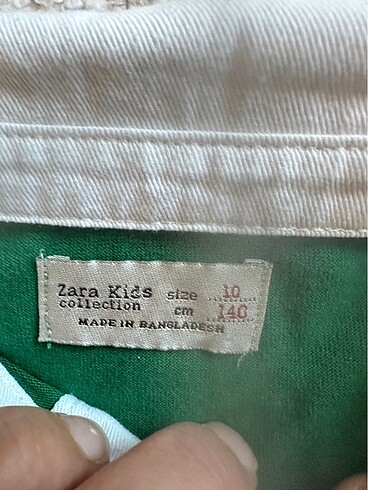 Zara Kids size 10
collection cm 140
MADE IN BANGLADESH